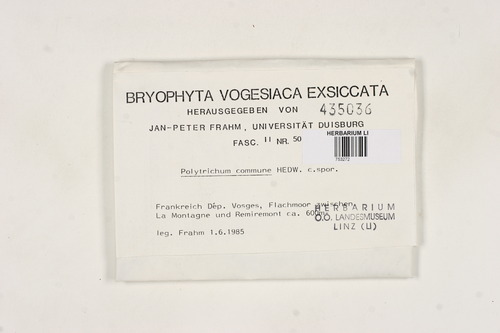 BRYOPHYTA VOGESIACA EXSICCATA
HERAUSGEGEBEN VON 435036
JAN-PETER FRAHM, UNIVERSITÄT DUISBURG
FASC. II NR. 50
HERBARIUM LI
753272
Polytrichum commune HEDW. c.spor.
Frankreich Dép. Vosges, Flachmoor zwischen
La Montagne und Remiremont ca. 600m
leg. Frahm 1.6.1985
HERBARIUM
O.Ö. LANDESMUSEUM
LINZ (LI)